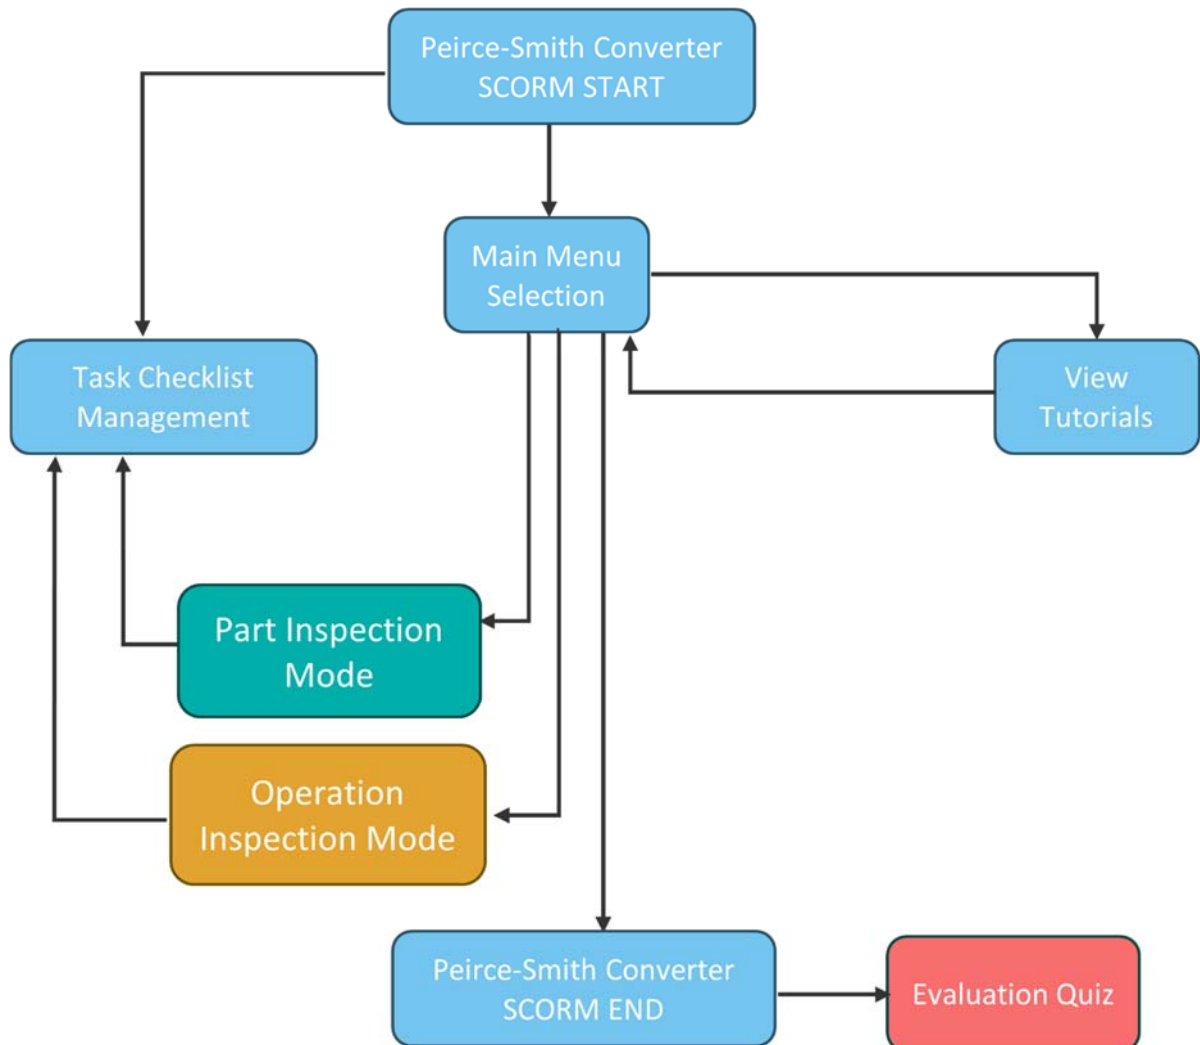 Peirce-Smith Converter
SCORM START
Main Menu
Selection
Task Checklist
Management
View
Tutorials
Part Inspection
Mode
Operation
Inspection Mode
Peirce-Smith Converter
SCORM END
Evaluation Quiz